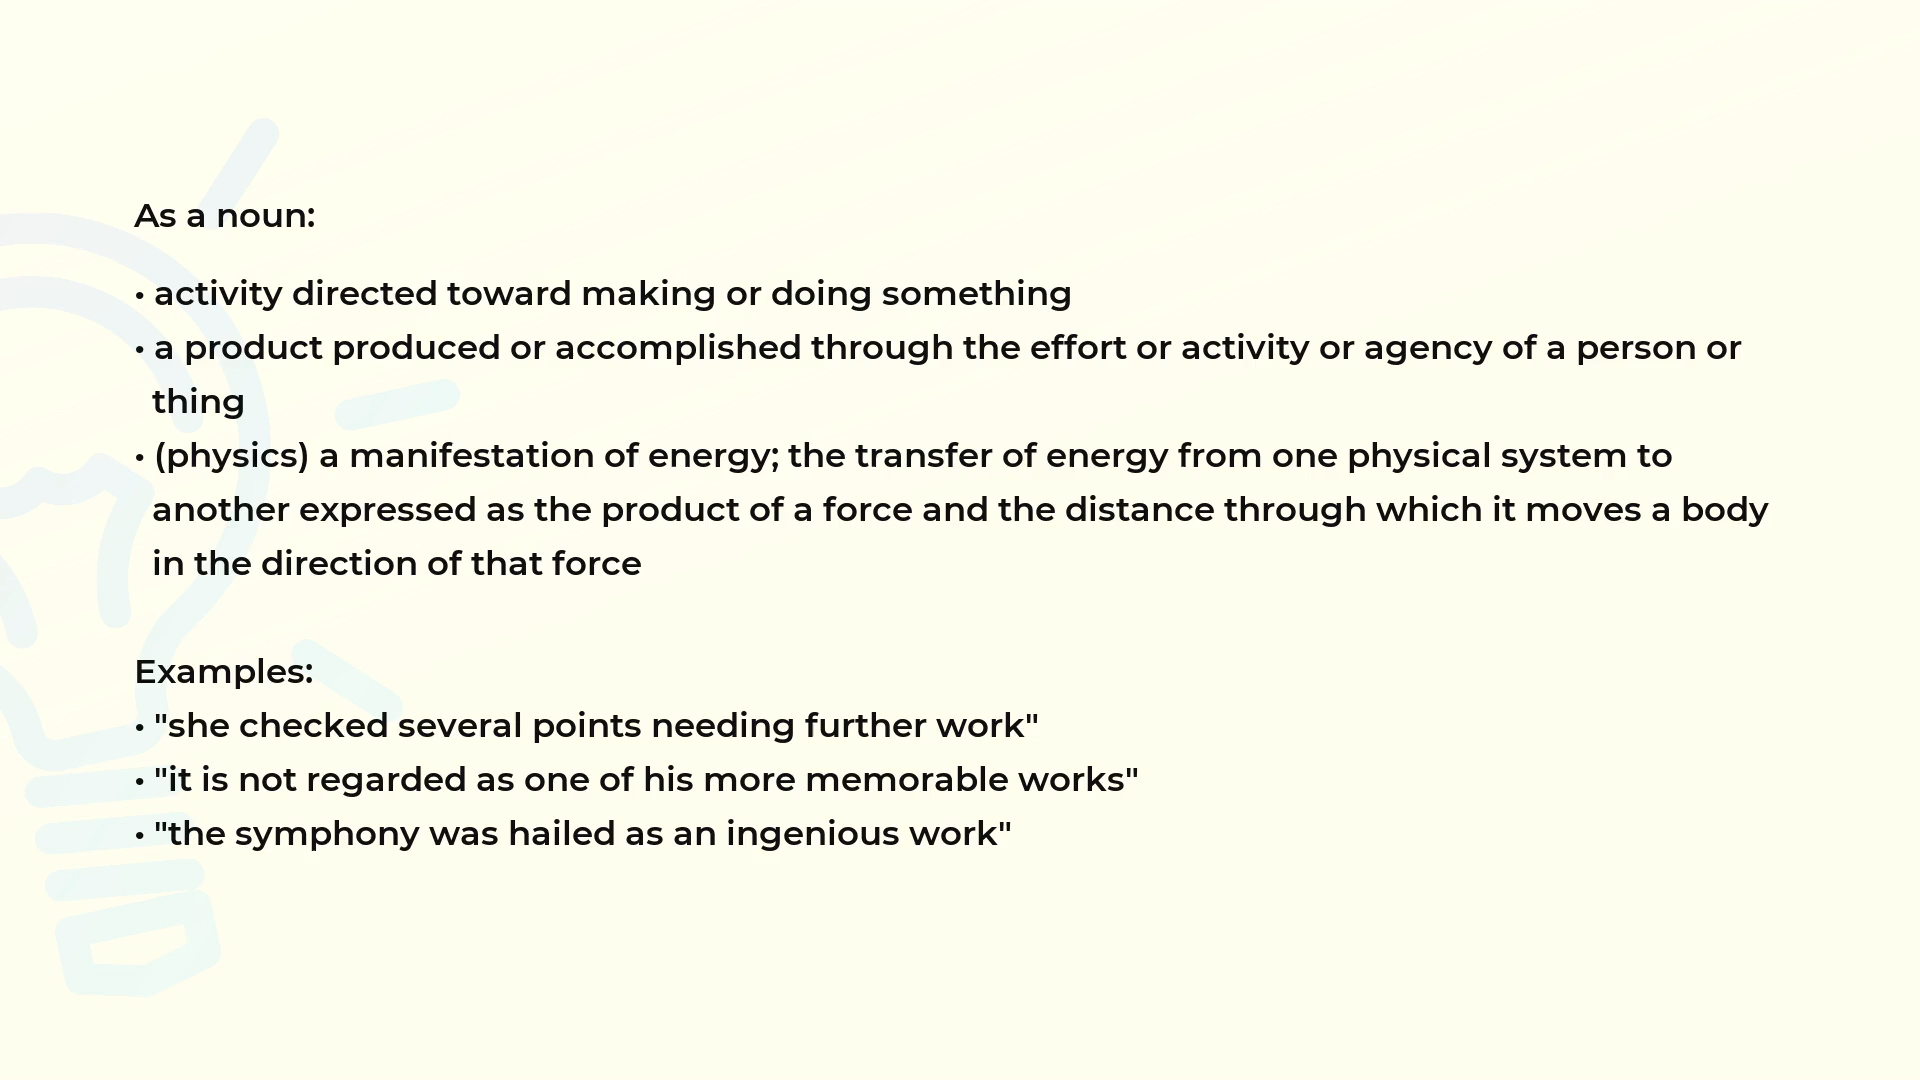 As a noun:
• activity directed toward making or doing something
• a product produced or accomplished through the effort or activity or agency of a person or
thing
• (physics) a manifestation of energy; the transfer of energy from one physical system to
another expressed as the product of a force and the distance through which it moves a body
in the direction of that force
Examples:
• "she checked several points needing further work"
• "it is not regarded as one of his more memorable works"
• "the symphony was hailed as an ingenious work"